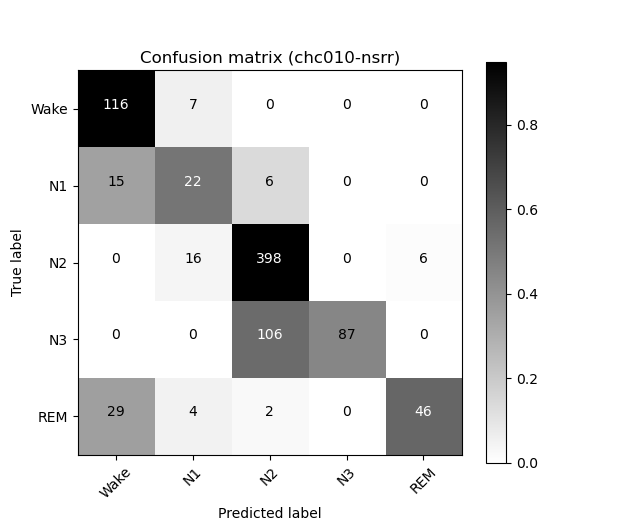 Confusion matrix (chc010-nsrr)
Wake 116 7 0 0 0
N1 15 22 6 0 0
N2 0 16 398 0 6
N3 0 0 106 87 0
REM 29 4 2 0 46
Wake N1 N2 N3 REM
True label
Predicted label
0.8
0.6
0.4
0.2
0.0